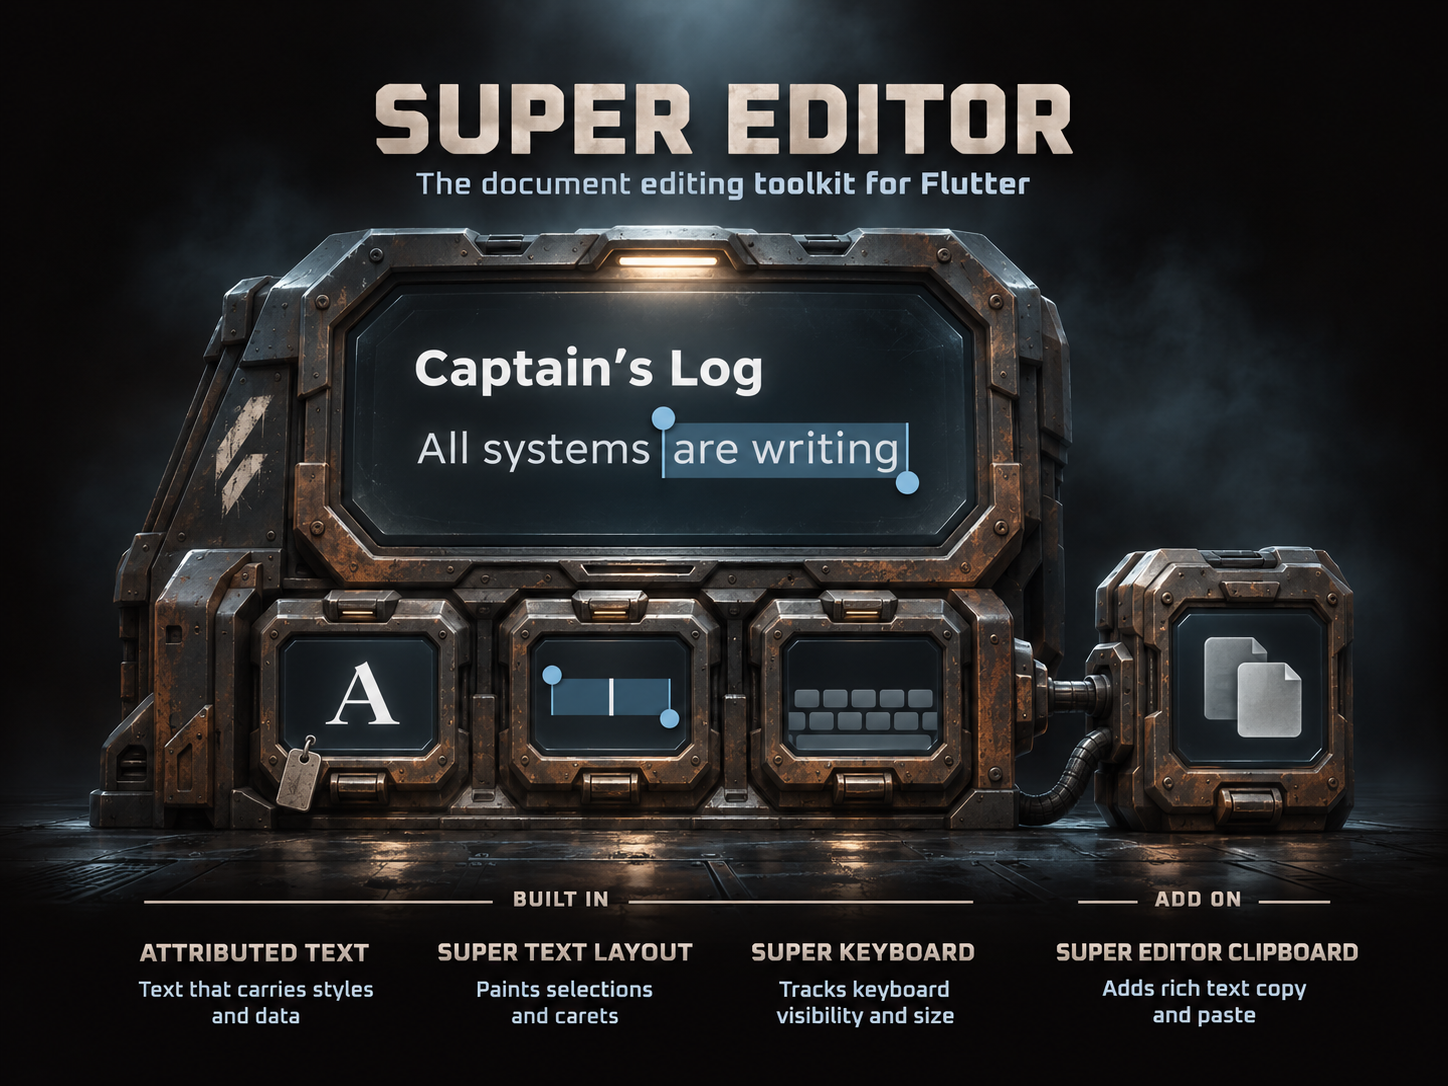 SUPER EDITOR
The document editing toolkit for Flutter
Captain's Log
All systems are writing
A
BUILT IN
ADD ON
ATTRIBUTED TEXT
Text that carries styles
and data
SUPER TEXT LAYOUT
Paints selections
and carets
SUPER KEYBOARD
Tracks keyboard
visibility and size
SUPER EDITOR CLIPBOARD
Adds rich text copy
and paste